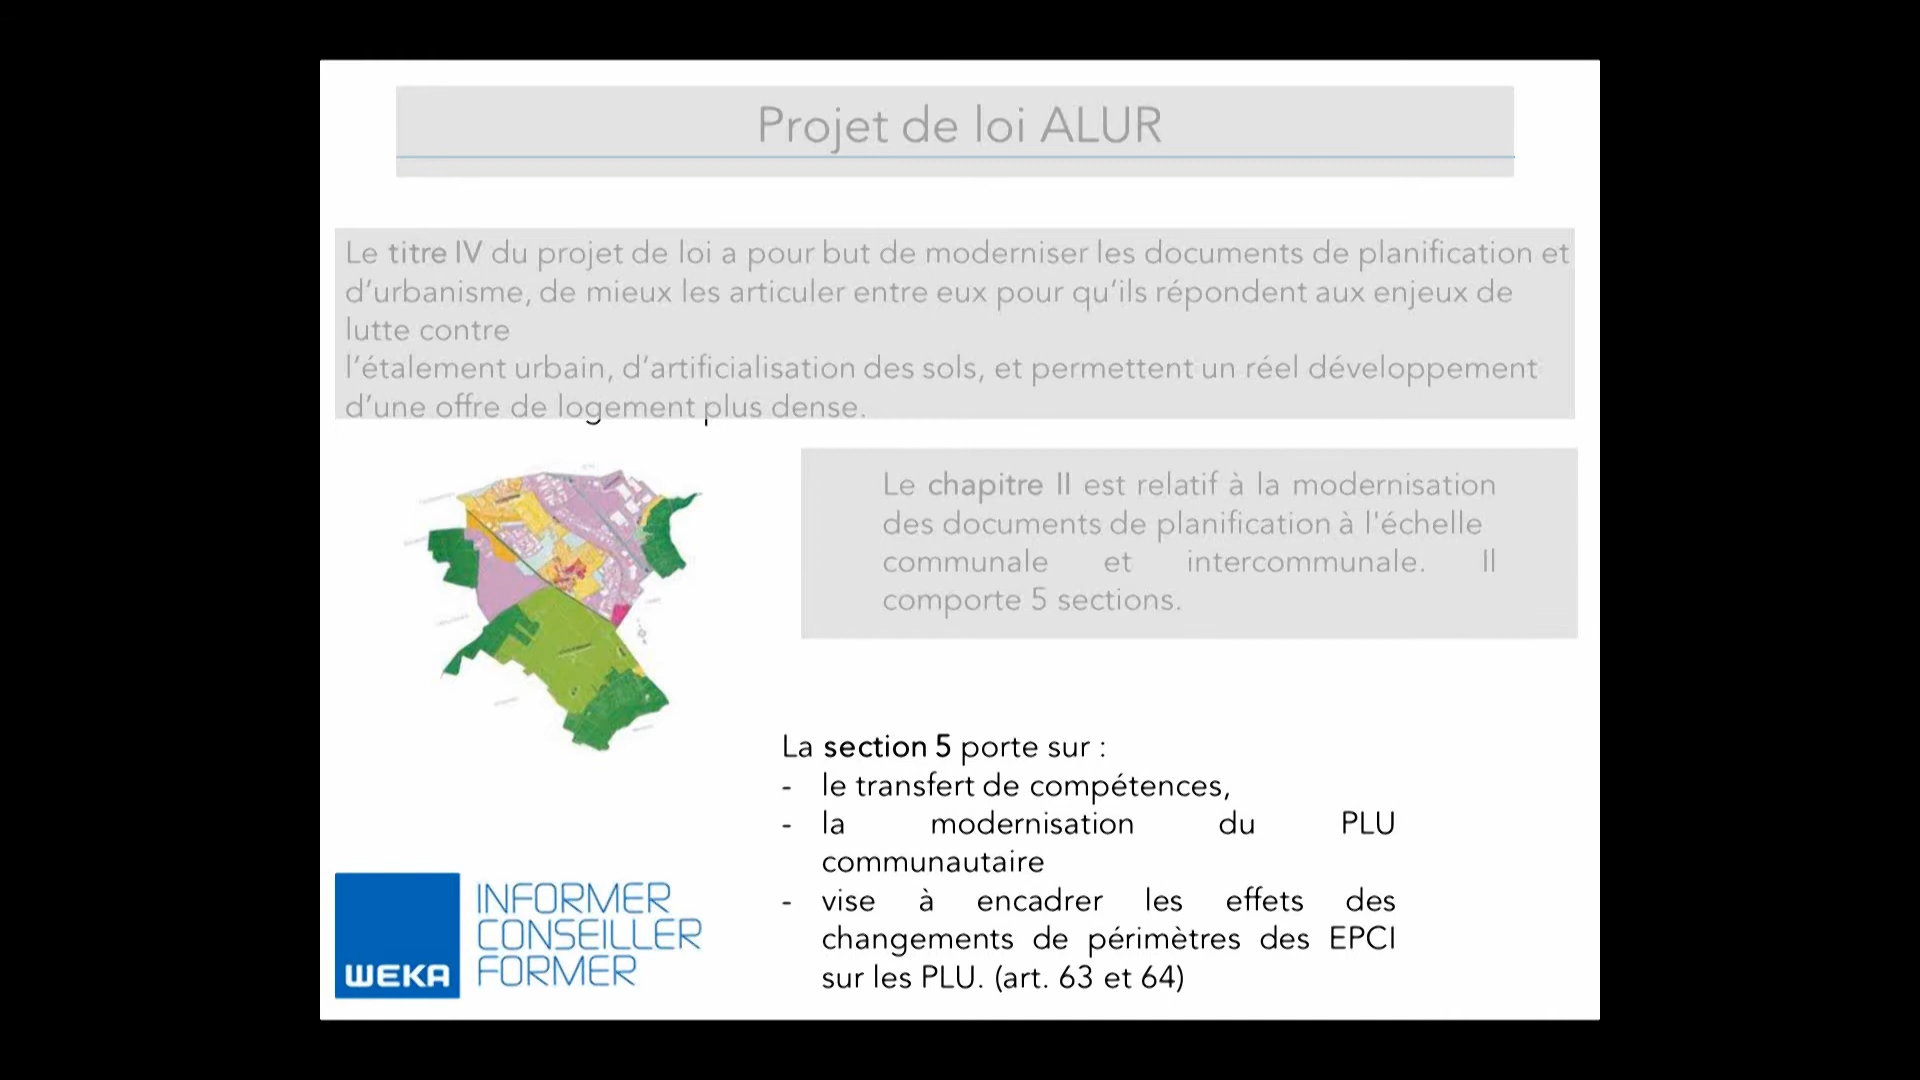 Projet de loi ALUR
Le titre IV du projet de loi a pour but de moderniser les documents de planification et
d’urbanisme, de mieux les articuler entre eux pour qu’ils répondent aux enjeux de
lutte contre
l’étalement urbain, d’artificialisation des sols, et permettent un réel développement
d’une offre de logement plus dense.
Le chapitre II est relatif à la modernisation
des documents de planification à l'échelle
communale et intercommunale. Il
comporte 5 sections.
La section 5 porte sur :
- le transfert de compétences,
- la modernisation du PLU
communautaire
- vise à encadrer les effets des
changements de périmètres des EPCI
sur les PLU. (art. 63 et 64)
WEKA
INFORMER
CONSEILLER
FORMER